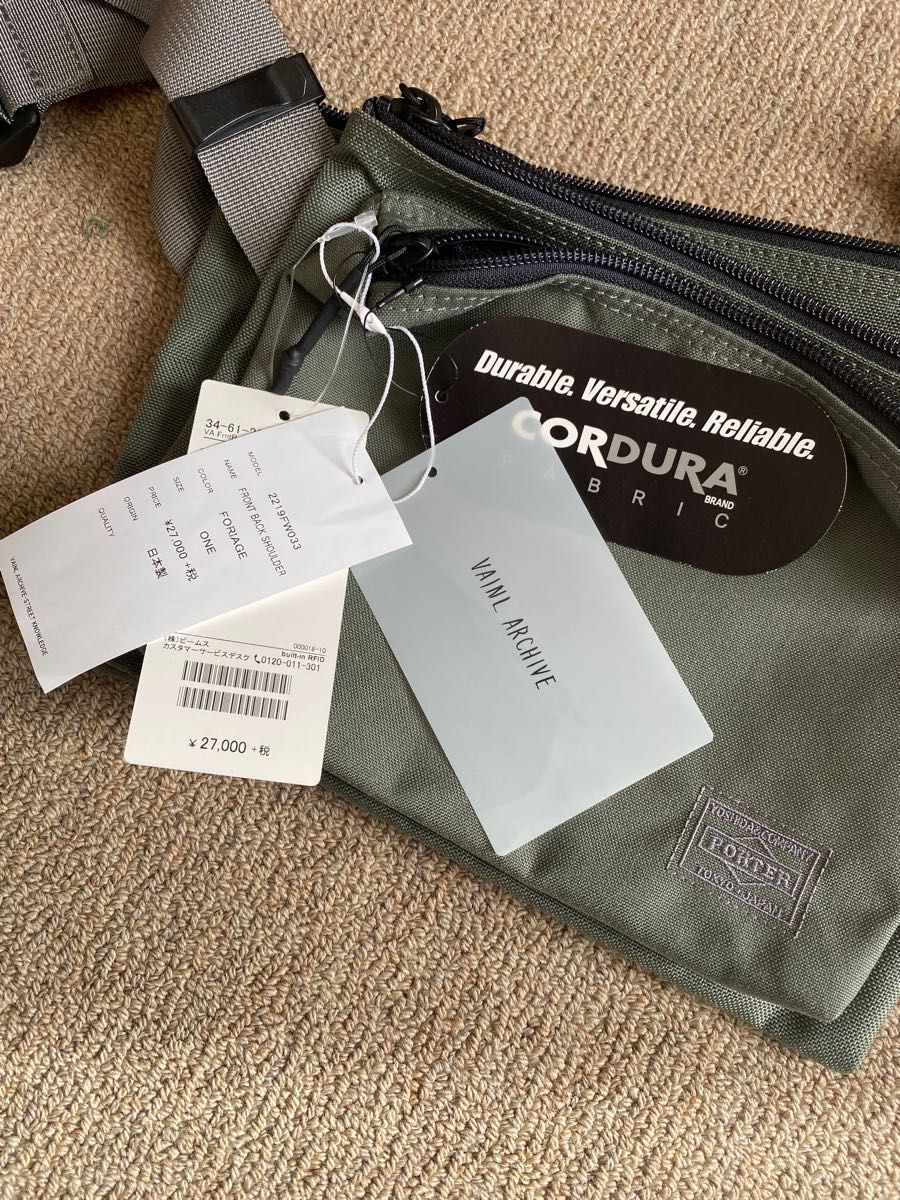 Durable. Versatile. Reliable.
CORDURA®
BRAND
FABRIC
34-61-2
MODEL 2219FW033
NAME FRONT BACK SHOULDER
COLOR FORIAGE
SIZE ONE
PRICE ¥27,000+税
ORIGIN 日本製
QUALITY
VAINL ARCHIVE-STREET KNOWLEDGE
VAINL ARCHIVE
(株)ビームス 000018-10
built-in RFID
カスタマーサービスデスク 0120-011-301
¥ 27,000 +税
YOSHIDA&COMPANY
PORTER
TOKYO-JAPAN